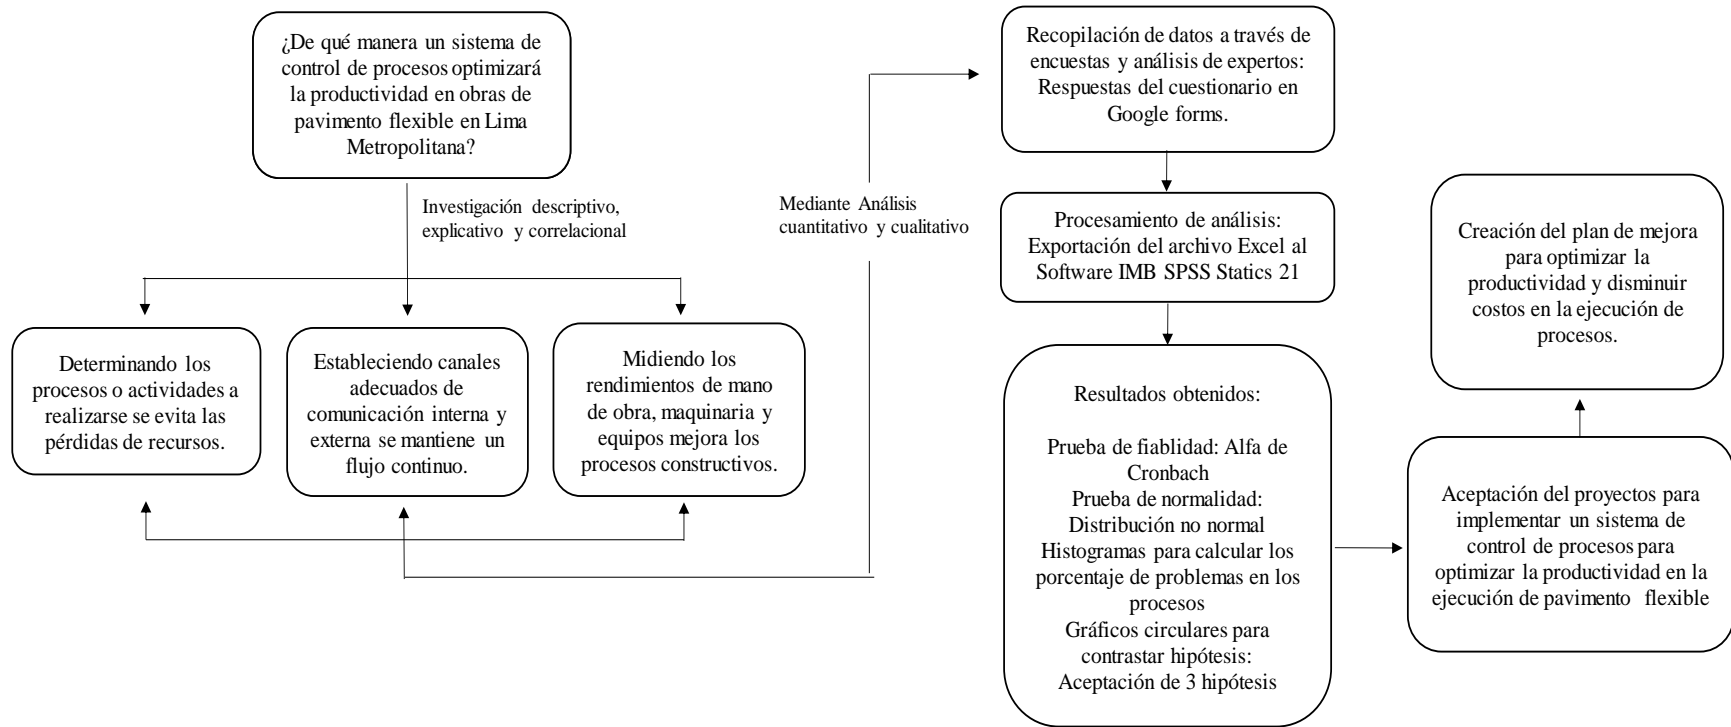 ¿De qué manera un sistema de
control de procesos optimizará
la productividad en obras de
pavimento flexible en Lima
Metropolitana?
Investigación descriptivo,
explicativo y correlacional
Determinando los
procesos o actividades a
realizarse se evita las
pérdidas de recursos.
Estableciendo canales
adecuados de
comunicación interna y
externa se mantiene un
flujo continuo.
Midiendo los
rendimientos de mano
de obra, maquinaria y
equipos mejora los
procesos constructivos.
Mediante Análisis
cuantitativo y cualitativo
Recopilación de datos a través de
encuestas y análisis de expertos:
Respuestas del cuestionario en
Google forms.
Procesamiento de análisis:
Exportación del archivo Excel al
Software IMB SPSS Statics 21
Resultados obtenidos:
Prueba de fiablidad: Alfa de
Cronbach
Prueba de normalidad:
Distribución no normal
Histogramas para calcular los
porcentaje de problemas en los
procesos
Gráficos circulares para
contrastar hipótesis:
Aceptación de 3 hipótesis
Aceptación del proyectos para
implementar un sistema de
control de procesos para
optimizar la productividad en la
ejecución de pavimento flexible
Creación del plan de mejora
para optimizar la
productividad y disminuir
costos en la ejecución de
procesos.